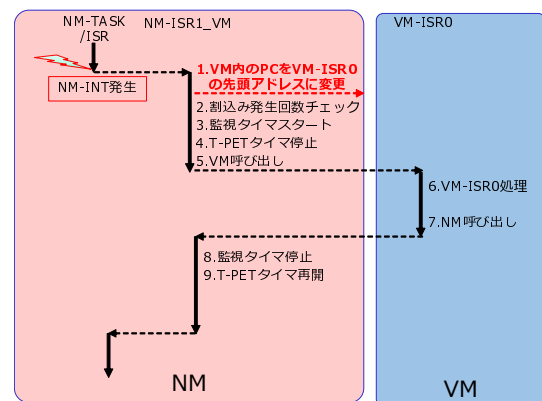 NM-TASK
/ISR
NM-ISR1_VM
VM-ISR0
NM-INT発生
1.VM内のPCをVM-ISR0
の先頭アドレスに変更
2.割込み発生回数チェック
3.監視タイマスタート
4.T-PETタイマ停止
5.VM呼び出し
6.VM-ISR0処理
7.NM呼び出し
8.監視タイマ停止
9.T-PETタイマ再開
NM
VM